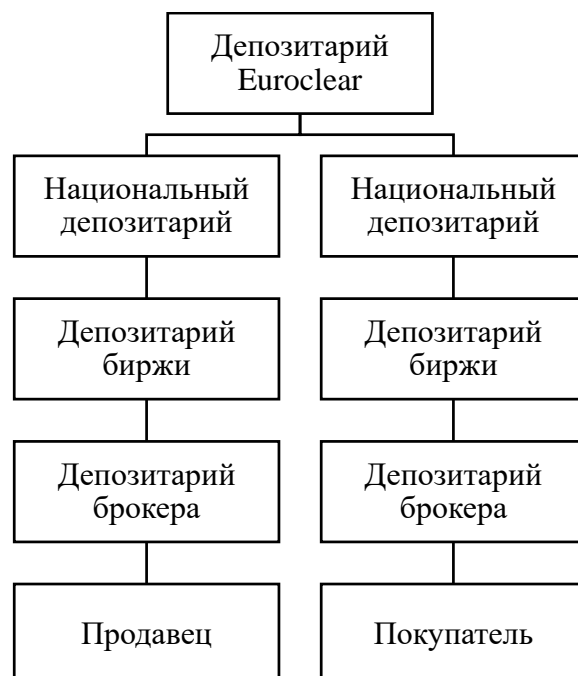 Депозитарий
Euroclear
Национальный
депозитарий
Национальный
депозитарий
Депозитарий
биржи
Депозитарий
биржи
Депозитарий
брокера
Депозитарий
брокера
Продавец
Покупатель